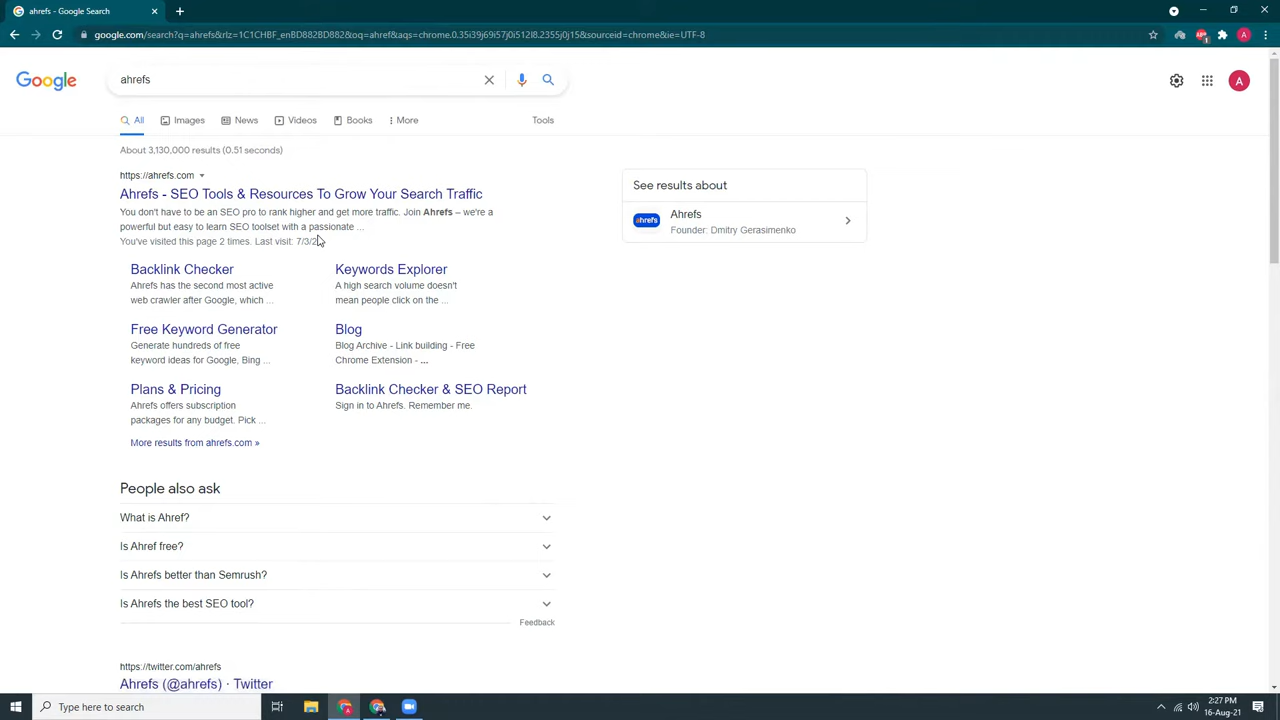 ahrefs - Google Search
google.com/search?q=ahrefs&rlz=1C1CHBF_enBD882BD882&oq=ahref&aqs=chrome.0.35i39j69i57j0i512l8.2355j0j15&sourceid=chrome&ie=UTF-8
A
Google
ahrefs
A
All
Images
News
Videos
Books
More
Tools
About 3,130,000 results (0.51 seconds)
https://ahrefs.com
Ahrefs - SEO Tools & Resources To Grow Your Search Traffic
You don't have to be an SEO pro to rank higher and get more traffic. Join Ahrefs – we're a
powerful but easy to learn SEO toolset with a passionate ...
You've visited this page 2 times. Last visit: 7/3/2
See results about
ahrefs
Ahrefs
Founder: Dmitry Gerasimenko
Backlink Checker
Ahrefs has the second most active
web crawler after Google, which ...
Keywords Explorer
A high search volume doesn't
mean people click on the ...
Free Keyword Generator
Generate hundreds of free
keyword ideas for Google, Bing ...
Blog
Blog Archive - Link building - Free
Chrome Extension - ...
Plans & Pricing
Ahrefs offers subscription
packages for any budget. Pick ...
Backlink Checker & SEO Report
Sign in to Ahrefs. Remember me.
More results from ahrefs.com »
People also ask
What is Ahref?
Is Ahref free?
Is Ahrefs better than Semrush?
Is Ahrefs the best SEO tool?
Feedback
https://twitter.com/ahrefs
Ahrefs (@ahrefs) · Twitter
Type here to search
2:27 PM
16-Aug-21